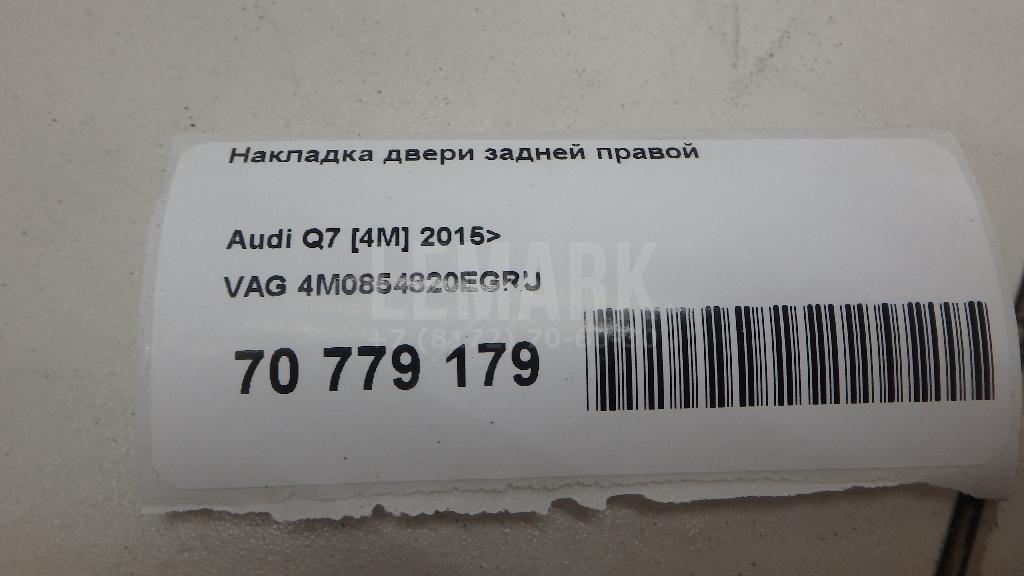 Накладка двери задней правой
Audi Q7 [4M] 2015>
VAG 4M0854820EGRU
LEMARK
70 779 179